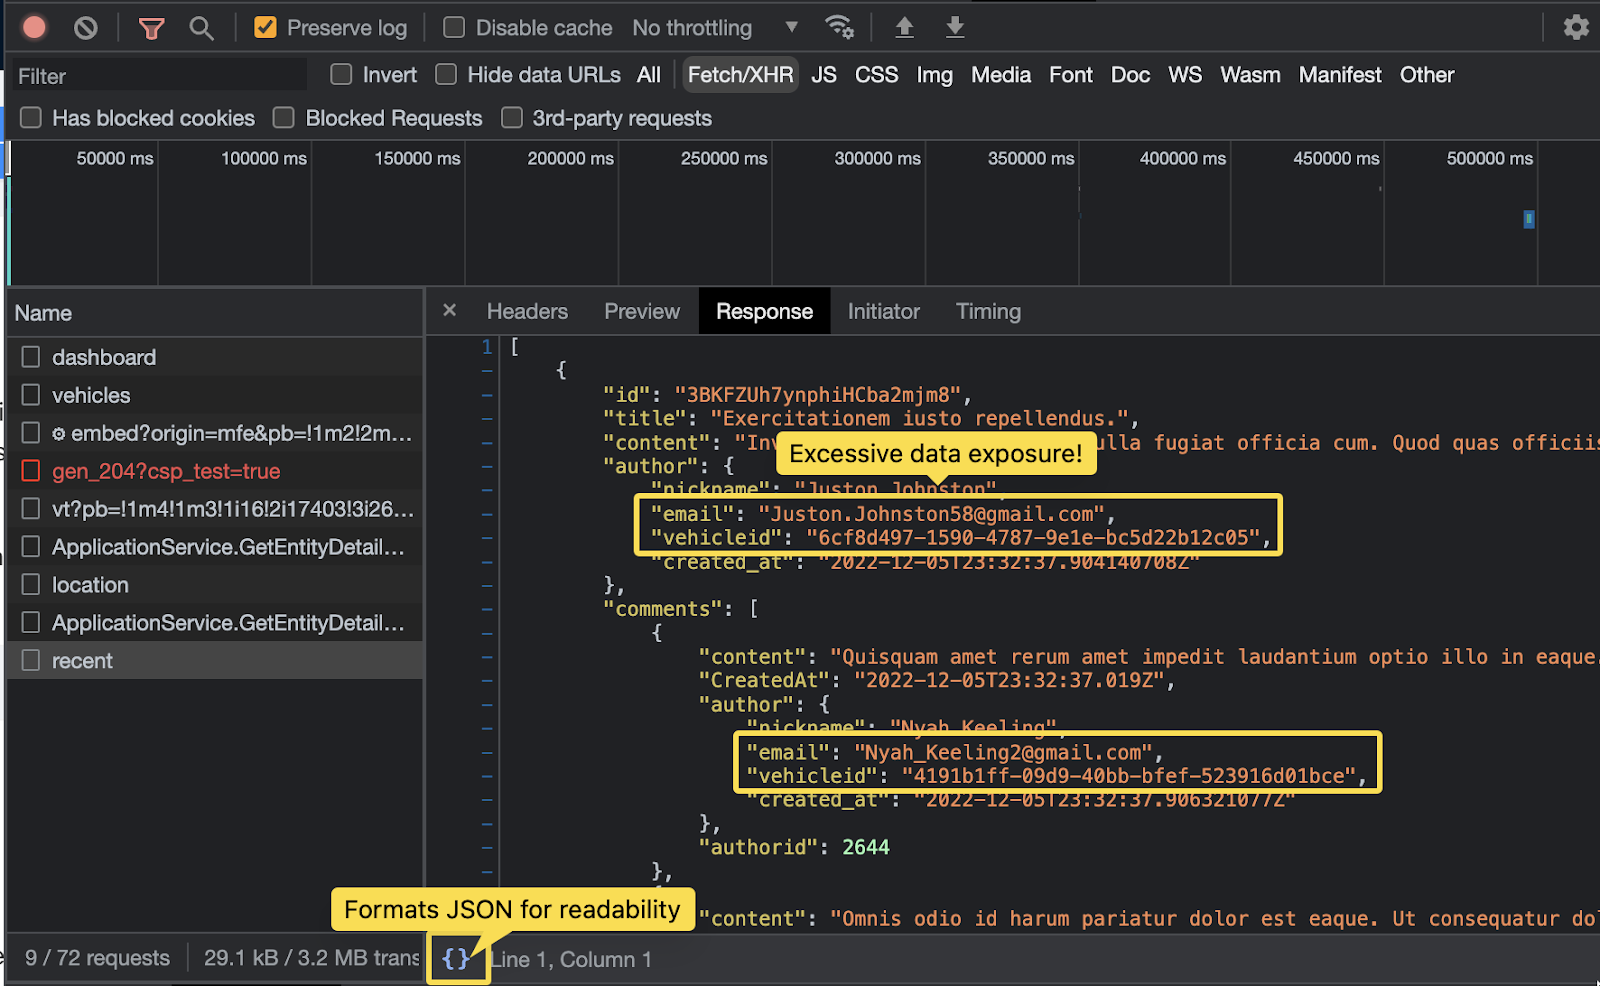 Preserve log Disable cache No throttling
Filter Invert Hide data URLs All Fetch/XHR JS CSS Img Media Font Doc WS Wasm Manifest Other
Has blocked cookies Blocked Requests 3rd-party requests
50000 ms 100000 ms 150000 ms 200000 ms 250000 ms 300000 ms 350000 ms 400000 ms 450000 ms 500000 ms
Name
dashboard
vehicles
embed?origin=mfe&pb=!1m2!2m...
gen_204?csp_test=true
vt?pb=!1m4!1m3!1i16!2i17403!3i26...
ApplicationService.GetEntityDetail...
location
ApplicationService.GetEntityDetail...
recent
× Headers Preview Response Initiator Timing
1 [
{
"id": "3BKFZUh7ynphiHCba2mjm8",
"title": "Exercitationem iusto repellendus.",
"content": "Inv ulla fugiat officia cum. Quod quas officiis
Excessive data exposure!
"author": {
"nickname": "Juston Johnston",
"email": "Juston.Johnston58@gmail.com",
"vehicleid": "6cf8d497-1590-4787-9e1e-bc5d22b12c05",
"created_at": "2022-12-05T23:32:37.904140708Z"
},
"comments": [
{
"content": "Quisquam amet rerum amet impedit laudantium optio illo in eaque.
"CreatedAt": "2022-12-05T23:32:37.019Z",
"author": {
"nickname": "Nyah Keeling",
"email": "Nyah_Keeling2@gmail.com",
"vehicleid": "4191b1ff-09d9-40bb-bfef-523916d01bce",
"created_at": "2022-12-05T23:32:37.906321077Z"
},
"authorid": 2644
},
Formats JSON for readability
"content": "Omnis odio id harum pariatur dolor est eaque. Ut consequatur dol
9 / 72 requests 29.1 kB / 3.2 MB trans
{} Line 1, Column 1